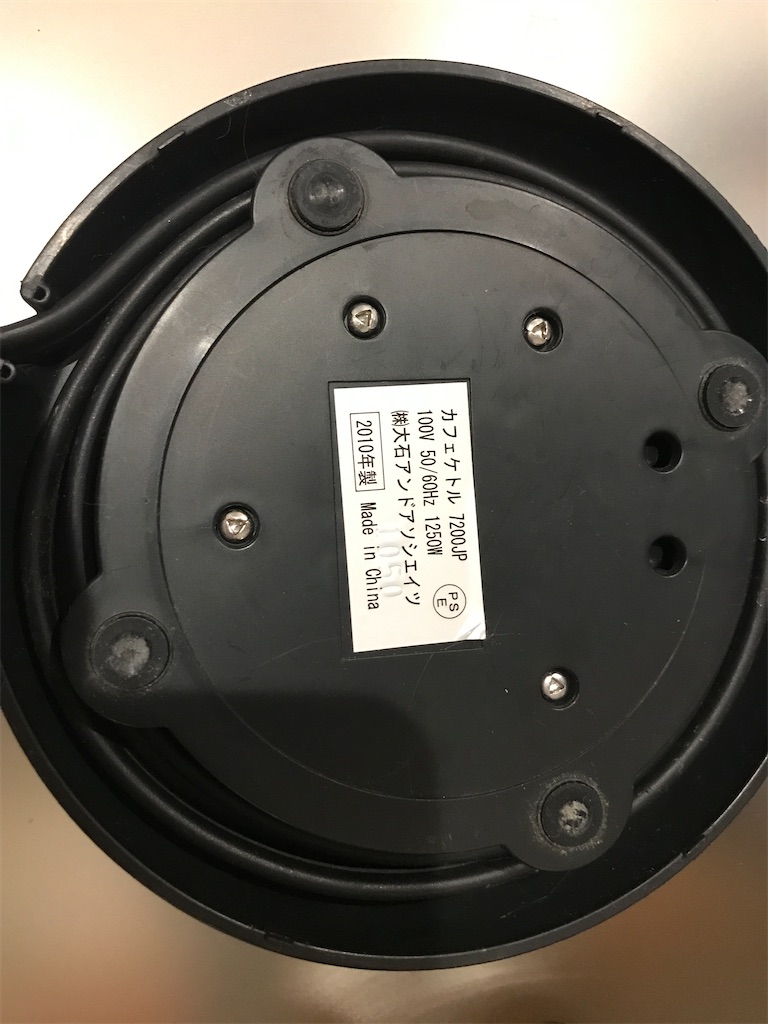 カフェケトル 7200JP
100V 50/60Hz 1250W
㈱大石アンドアソシエイツ
2010年製 Made in China
PS
E
1050